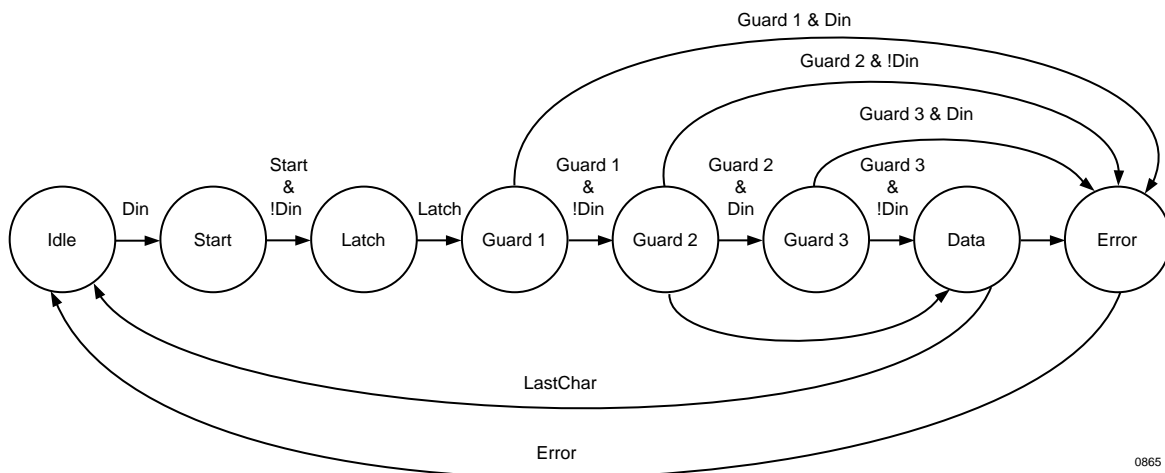 Guard 1 & Din
Guard 2 & !Din
Guard 3 & Din
Start
&
!Din
Guard 1
&
!Din
Guard 2
&
Din
Guard 3
&
!Din
Din
Latch
Idle
Start
Latch
Guard 1
Guard 2
Guard 3
Data
Error
LastChar
Error
0865